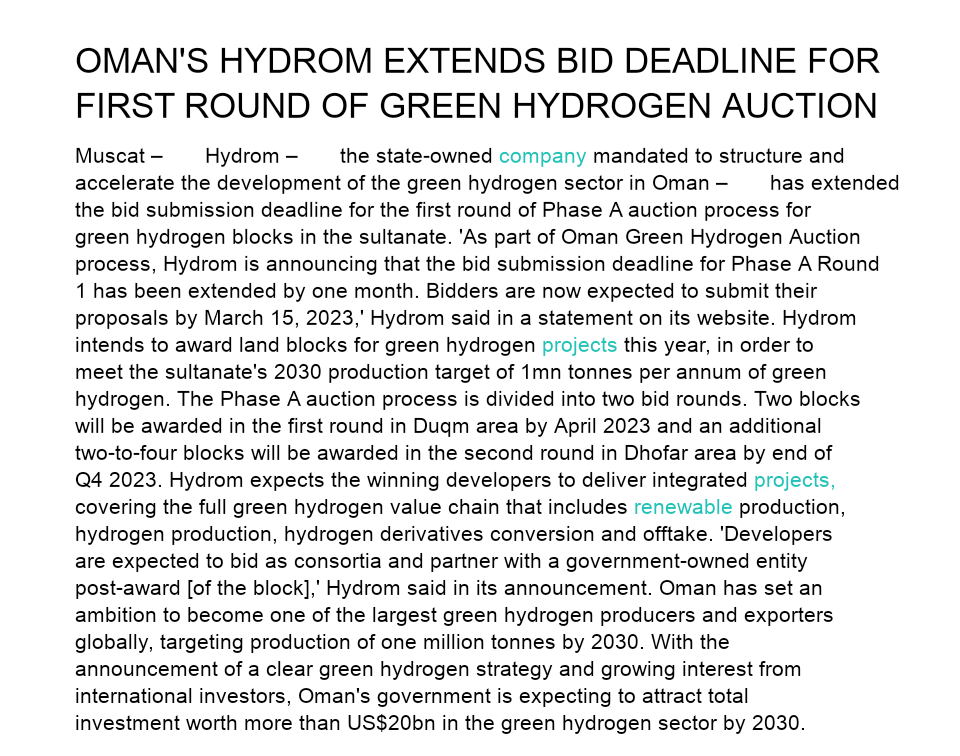 OMAN'S HYDROM EXTENDS BID DEADLINE FOR
FIRST ROUND OF GREEN HYDROGEN AUCTION
Muscat – Hydrom – the state-owned company mandated to structure and
accelerate the development of the green hydrogen sector in Oman – has extended
the bid submission deadline for the first round of Phase A auction process for
green hydrogen blocks in the sultanate. 'As part of Oman Green Hydrogen Auction
process, Hydrom is announcing that the bid submission deadline for Phase A Round
1 has been extended by one month. Bidders are now expected to submit their
proposals by March 15, 2023,' Hydrom said in a statement on its website. Hydrom
intends to award land blocks for green hydrogen projects this year, in order to
meet the sultanate's 2030 production target of 1mn tonnes per annum of green
hydrogen. The Phase A auction process is divided into two bid rounds. Two blocks
will be awarded in the first round in Duqm area by April 2023 and an additional
two-to-four blocks will be awarded in the second round in Dhofar area by end of
Q4 2023. Hydrom expects the winning developers to deliver integrated projects,
covering the full green hydrogen value chain that includes renewable production,
hydrogen production, hydrogen derivatives conversion and offtake. 'Developers
are expected to bid as consortia and partner with a government-owned entity
post-award [of the block],' Hydrom said in its announcement. Oman has set an
ambition to become one of the largest green hydrogen producers and exporters
globally, targeting production of one million tonnes by 2030. With the
announcement of a clear green hydrogen strategy and growing interest from
international investors, Oman's government is expecting to attract total
investment worth more than US$20bn in the green hydrogen sector by 2030.